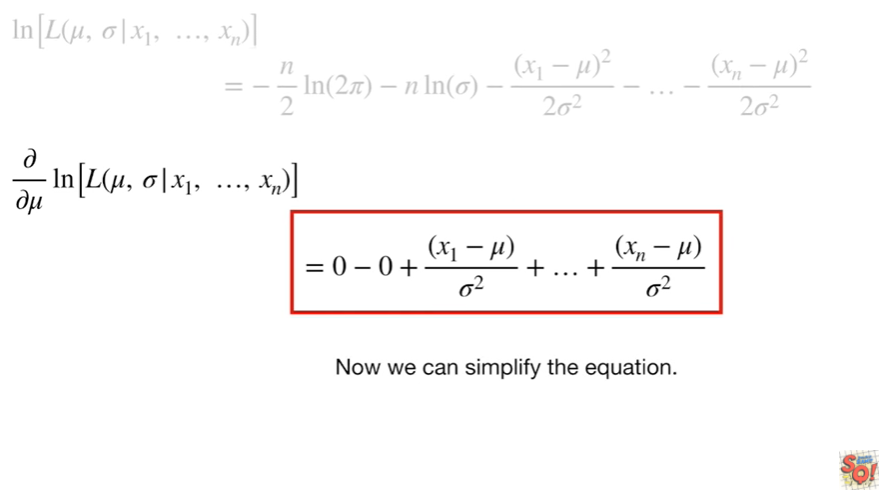 ln[L(μ, σ|x₁, …, xₙ)]
= − n/2 ln(2π) − n ln(σ) − (x₁ − μ)²/2σ² − … − (xₙ − μ)²/2σ²
∂/∂μ ln[L(μ, σ|x₁, …, xₙ)]
= 0 − 0 + (x₁ − μ)/σ² + … + (xₙ − μ)/σ²
Now we can simplify the equation.
SQ!